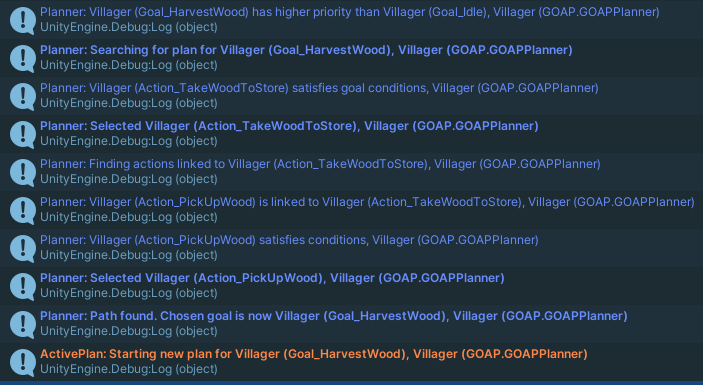 Planner: Villager (Goal_HarvestWood) has higher priority than Villager (Goal_Idle), Villager (GOAP.GOAPPlanner)
UnityEngine.Debug:Log (object)
Planner: Searching for plan for Villager (Goal_HarvestWood), Villager (GOAP.GOAPPlanner)
UnityEngine.Debug:Log (object)
Planner: Villager (Action_TakeWoodToStore) satisfies goal conditions, Villager (GOAP.GOAPPlanner)
UnityEngine.Debug:Log (object)
Planner: Selected Villager (Action_TakeWoodToStore), Villager (GOAP.GOAPPlanner)
UnityEngine.Debug:Log (object)
Planner: Finding actions linked to Villager (Action_TakeWoodToStore), Villager (GOAP.GOAPPlanner)
UnityEngine.Debug:Log (object)
Planner: Villager (Action_PickUpWood) is linked to Villager (Action_TakeWoodToStore), Villager (GOAP.GOAPPlanner)
UnityEngine.Debug:Log (object)
Planner: Villager (Action_PickUpWood) satisfies conditions, Villager (GOAP.GOAPPlanner)
UnityEngine.Debug:Log (object)
Planner: Selected Villager (Action_PickUpWood), Villager (GOAP.GOAPPlanner)
UnityEngine.Debug:Log (object)
Planner: Path found. Chosen goal is now Villager (Goal_HarvestWood), Villager (GOAP.GOAPPlanner)
UnityEngine.Debug:Log (object)
ActivePlan: Starting new plan for Villager (Goal_HarvestWood), Villager (GOAP.GOAPPlanner)
UnityEngine.Debug:Log (object)